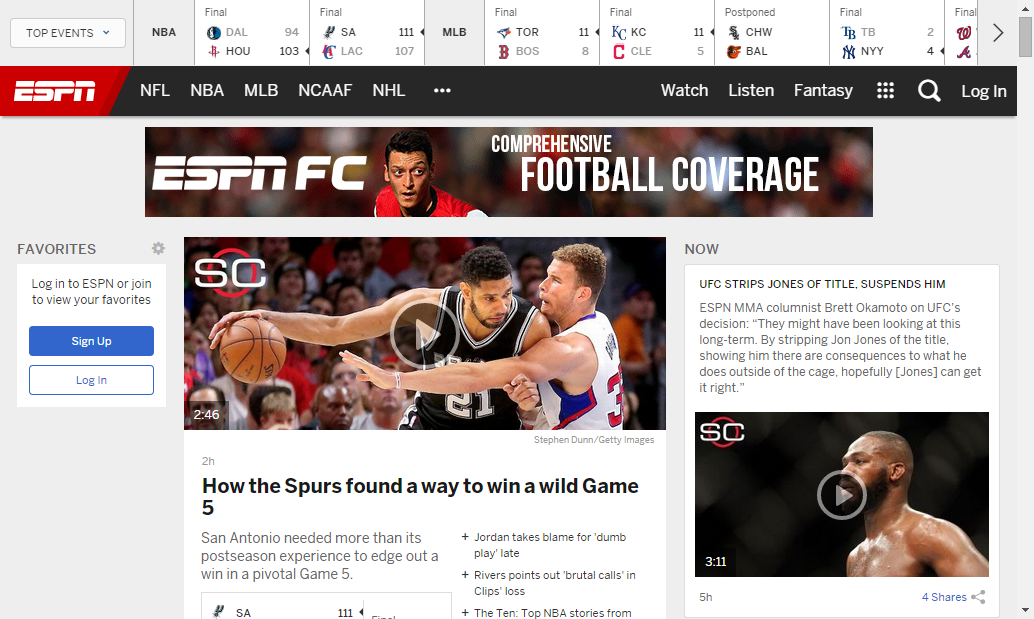 TOP EVENTS
NBA
Final
DAL 94
HOU 103
Final
SA 111
LAC 107
MLB
Final
TOR 11
BOS 8
Final
KC 11
CLE 5
Postponed
CHW
BAL
Final
TB 2
NYY 4
Final
ESPN NFL NBA MLB NCAAF NHL ••• Watch Listen Fantasy Log In
ESPN FC
COMPREHENSIVE
FOOTBALL COVERAGE
FAVORITES
Log in to ESPN or join
to view your favorites
Sign Up
Log In
SC
21
3
2:46
Stephen Dunn/Getty Images
2h
How the Spurs found a way to win a wild Game
5
San Antonio needed more than its
postseason experience to edge out a
win in a pivotal Game 5.
SA 111
Final
+ Jordan takes blame for 'dumb
play' late
+ Rivers points out 'brutal calls' in
Clips' loss
+ The Ten: Top NBA stories from
NOW
UFC STRIPS JONES OF TITLE, SUSPENDS HIM
ESPN MMA columnist Brett Okamoto on UFC's
decision: “They might have been looking at this
long-term. By stripping Jon Jones of the title,
showing him there are consequences to what he
does outside of the cage, hopefully [Jones] can get
it right.”
SC
3:11
5h
4 Shares